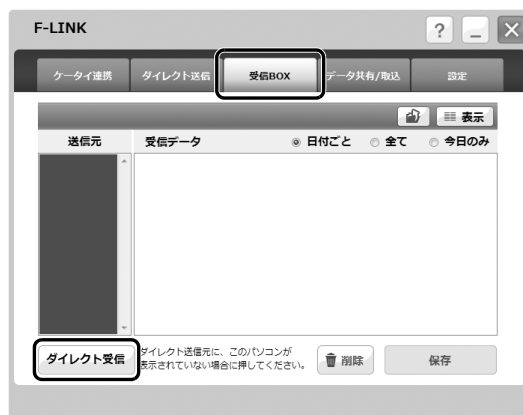 F-LINK
?
ケータイ連携 ダイレクト送信 受信BOX データ共有/取込 設定
表示
送信元 受信データ 日付ごと 全て 今日のみ
ダイレクト受信
ダイレクト送信元に、このパソコンが
表示されていない場合に押してください。
削除 保存